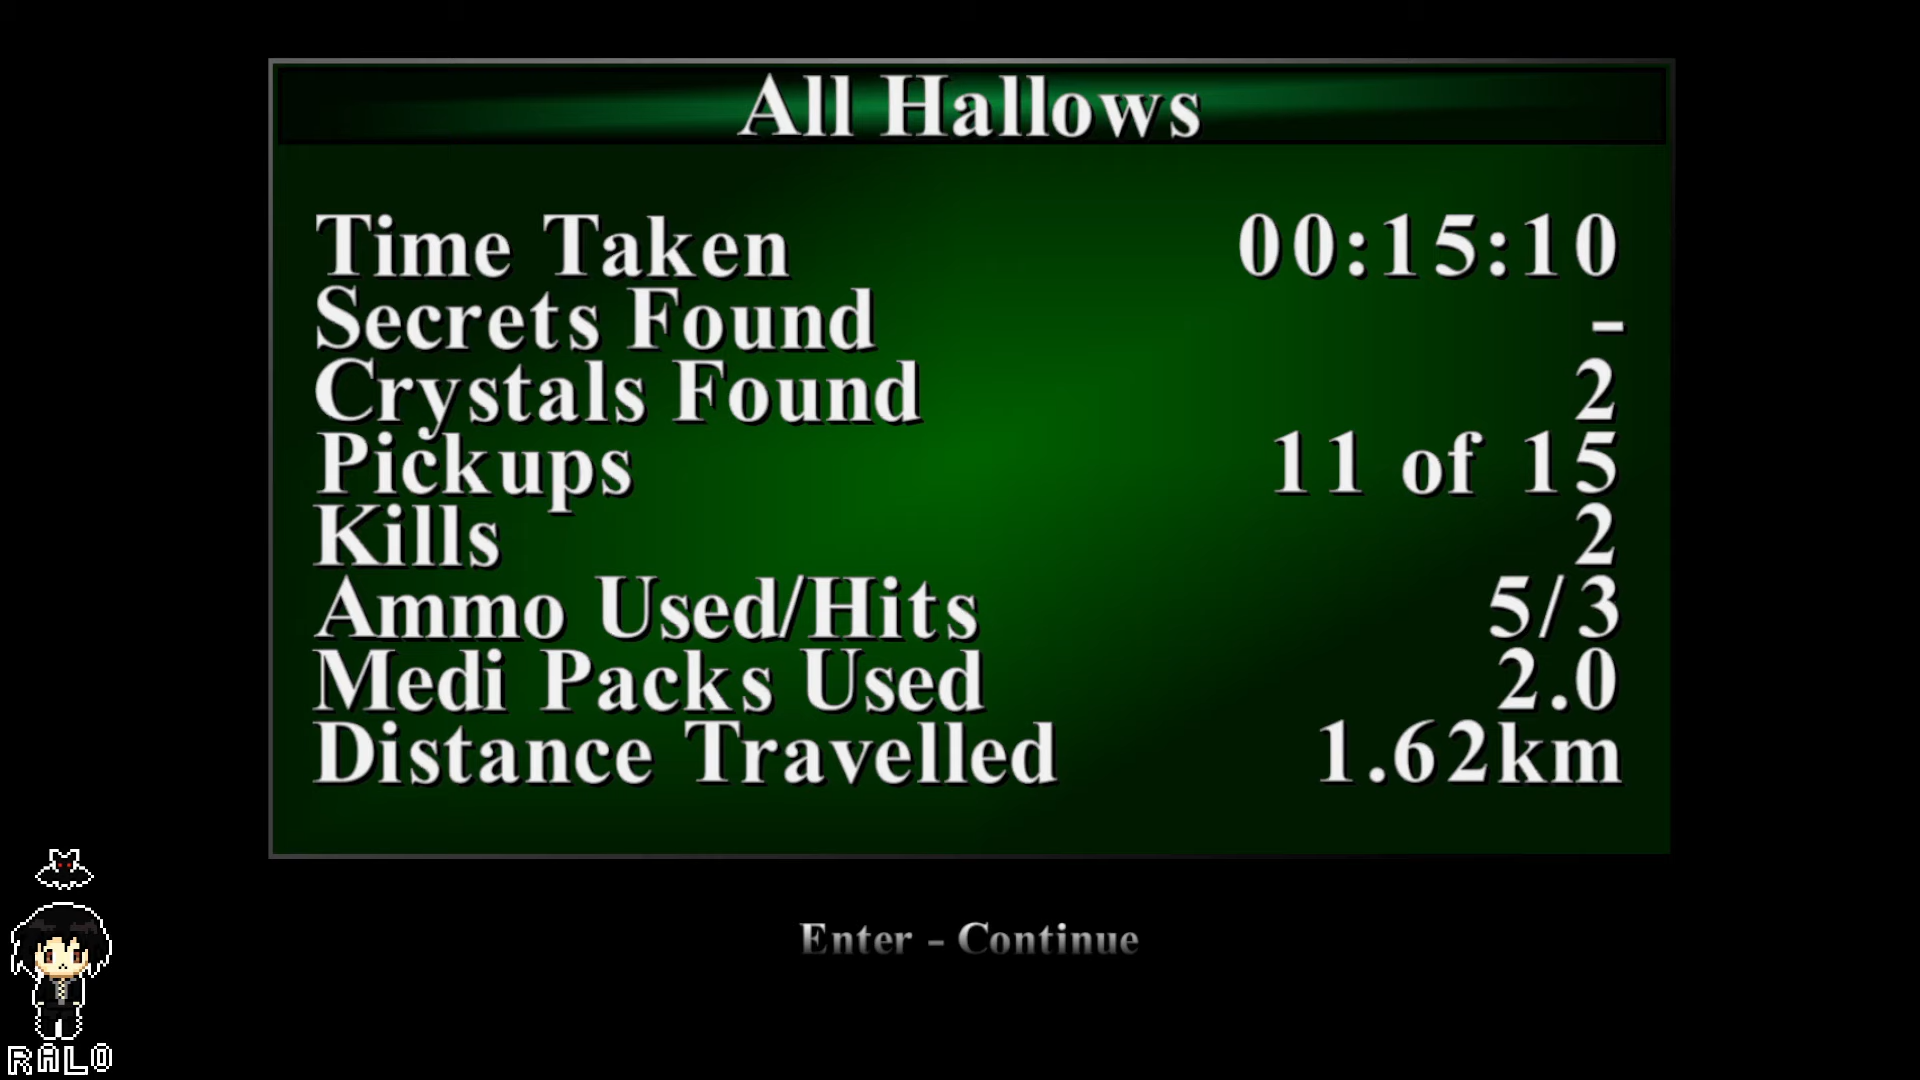 All Hallows
Time Taken 00:15:10
Secrets Found -
Crystals Found 2
Pickups 11 of 15
Kills 2
Ammo Used/Hits 5/3
Medi Packs Used 2.0
Distance Travelled 1.62km
Enter - Continue
RALO